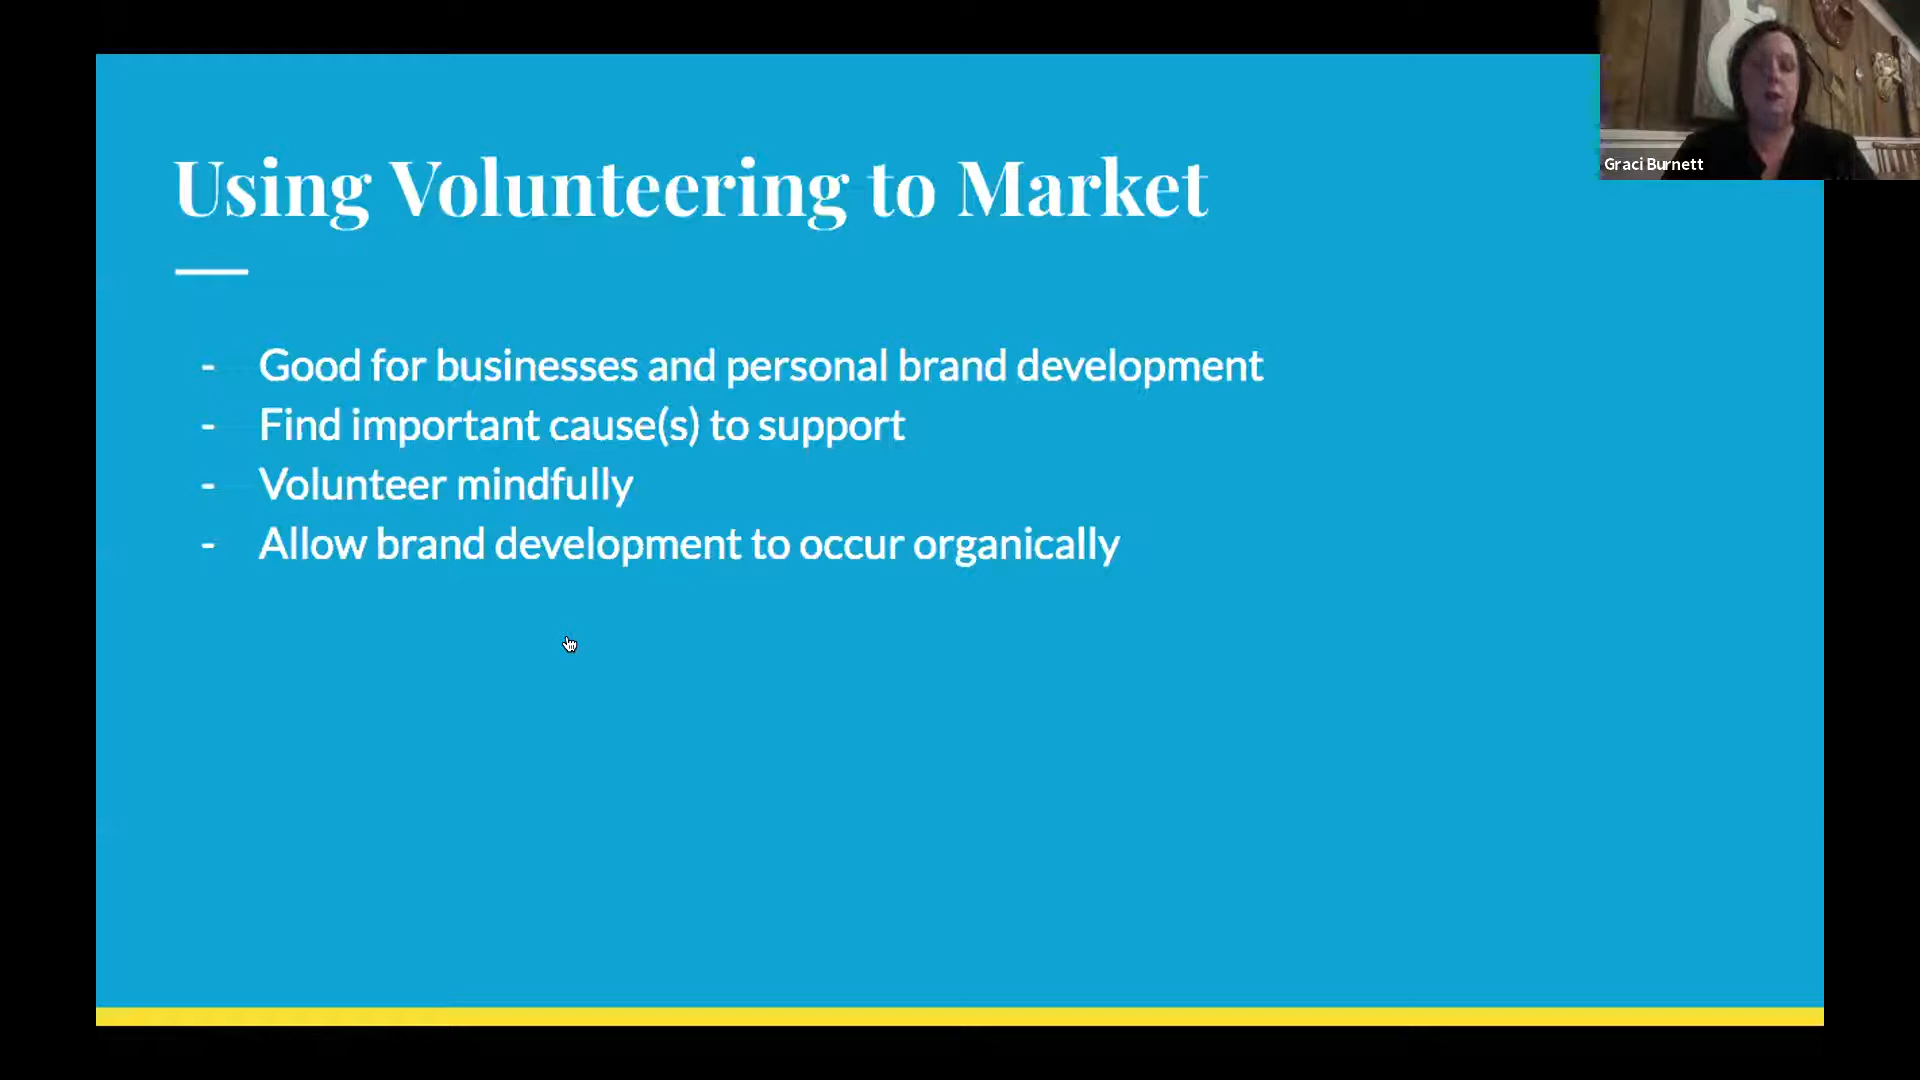 Using Volunteering to Market
- Good for businesses and personal brand development
- Find important cause(s) to support
- Volunteer mindfully
- Allow brand development to occur organically
Graci Burnett